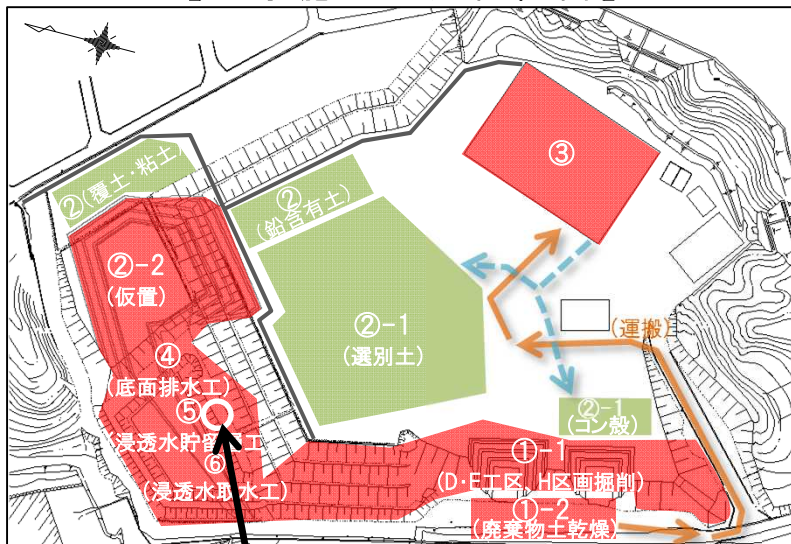 ③
②(覆土・粘土)
②
(鉛含有土)
②-2
(仮置)
②-1
(選別土)
(運搬)
④
(底面排水工)
⑤
(浸透水貯留層工)
⑥
(浸透水取水工)
②-1
(コン殻)
①-1
(D・E工区、H区画掘削)
①-2
(廃棄物土乾燥)